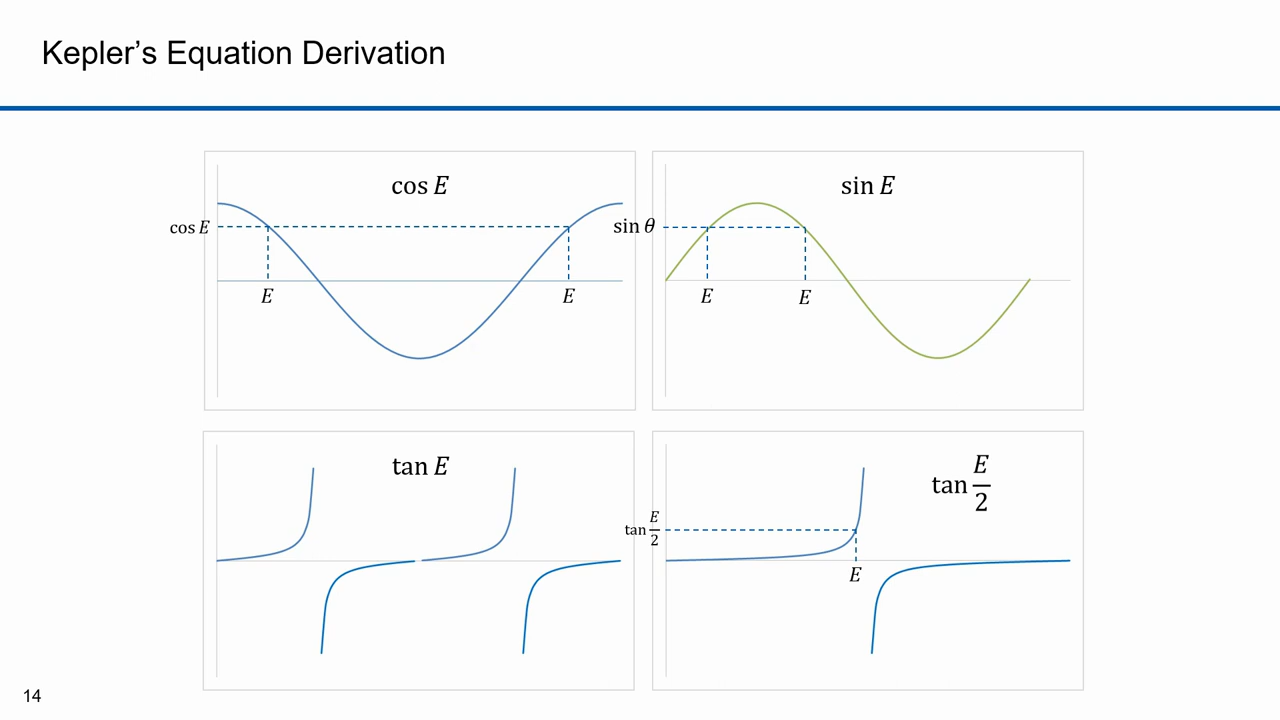 Kepler’s Equation Derivation
cos E
cos E
E
E
sin E
sin θ
E
E
tan E
tan E/2
tan E/2
E
14